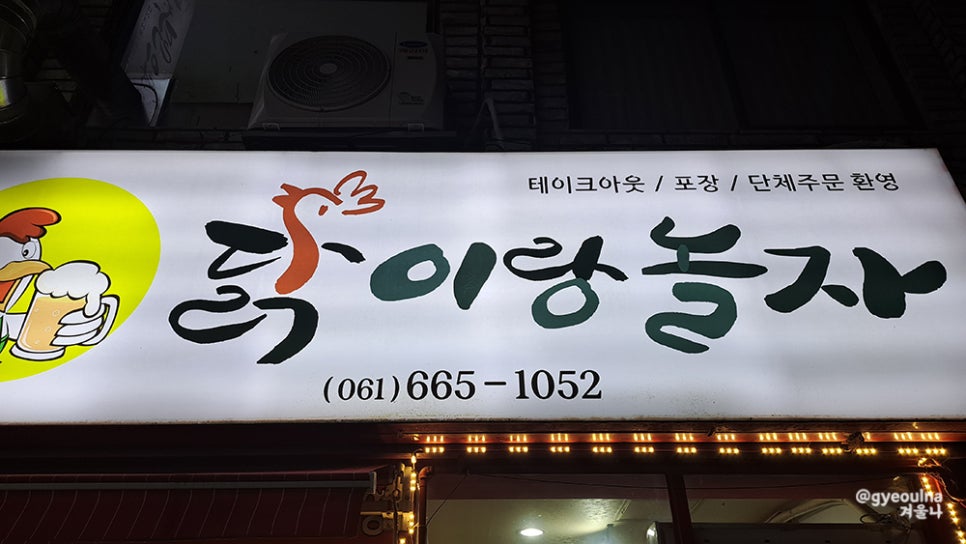 테이크아웃 / 포장 / 단체주문 환영
닭이랑놀자
(061) 665-1052
@gyeoulna
겨울나